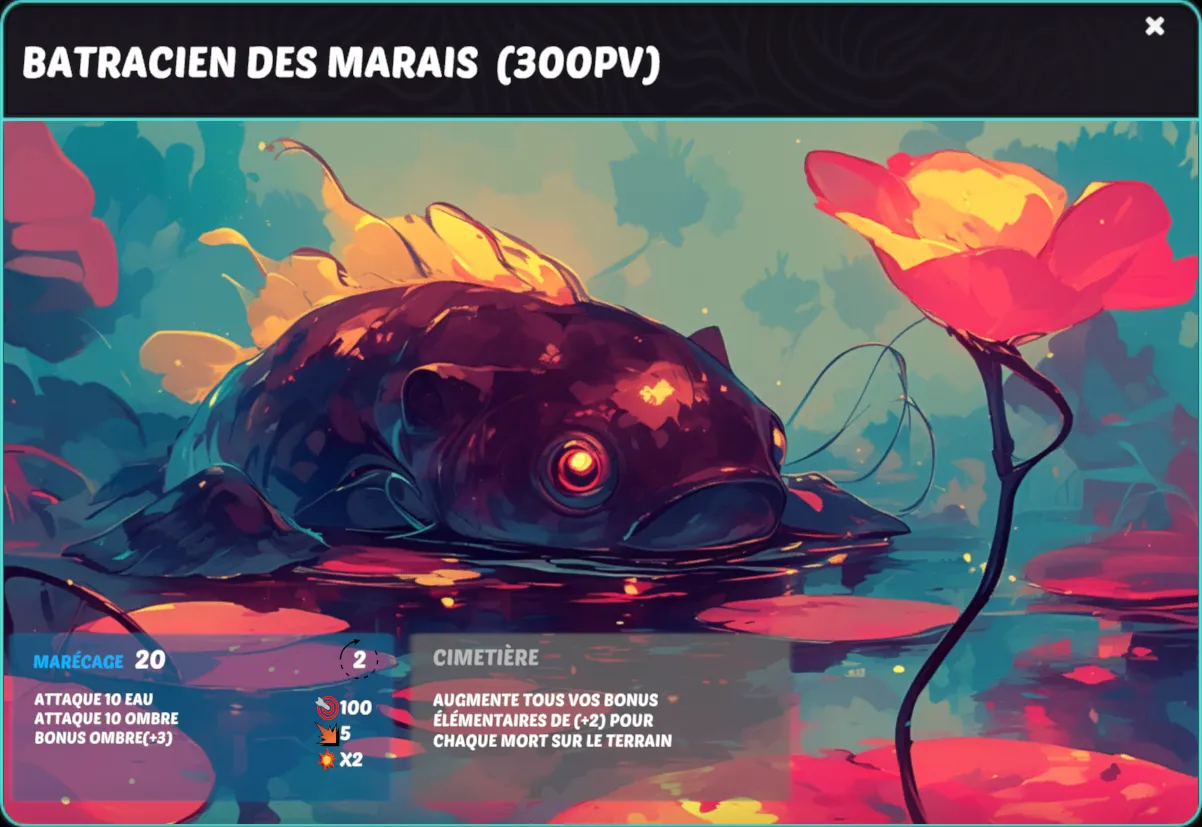 BATRACIEN DES MARAIS (300PV)
MARÉCAGE 20
2
ATTAQUE 10 EAU
ATTAQUE 10 OMBRE
BONUS OMBRE(+3)
100
5
X2
CIMETIÈRE
AUGMENTE TOUS VOS BONUS
ÉLÉMENTAIRES DE (+2) POUR
CHAQUE MORT SUR LE TERRAIN